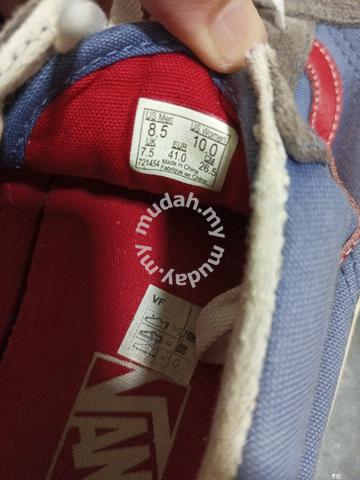 US Men US Women
8.5 10.0
UK EUR CM
7.5 41.0 26.5
721454 Made in China
Fabriqué en Chine
mudah.my
muday.my
VF
VANS